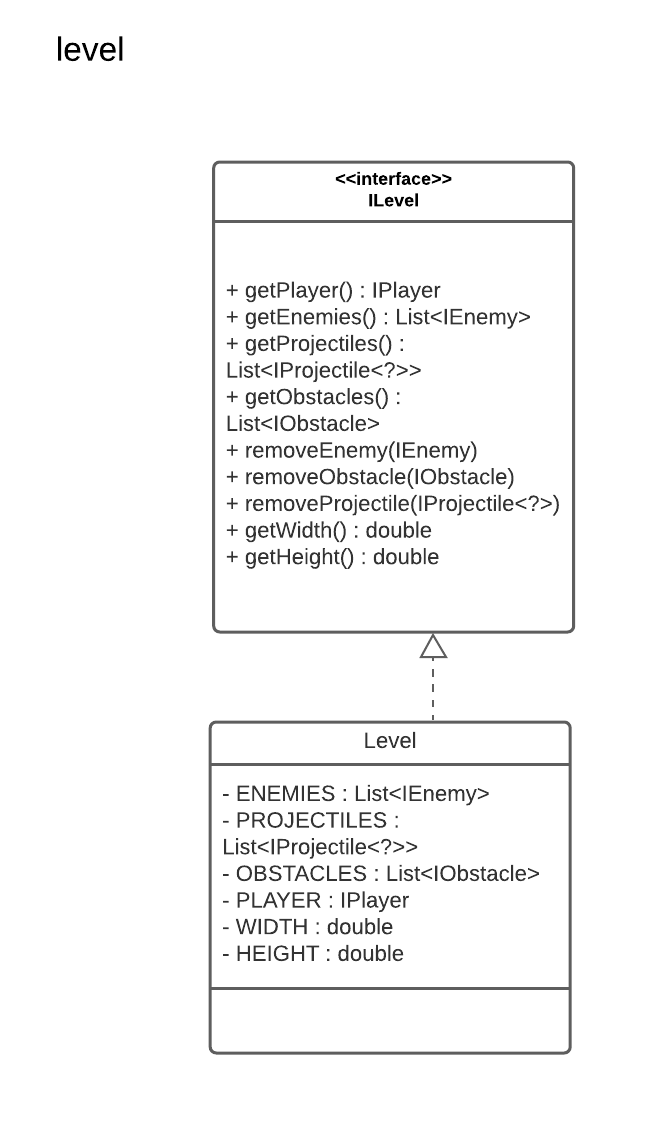 level
<<interface>>
ILevel
+ getPlayer() : IPlayer
+ getEnemies() : List<IEnemy>
+ getProjectiles() :
List<IProjectile<?>>
+ getObstacles() :
List<IObstacle>
+ removeEnemy(IEnemy)
+ removeObstacle(IObstacle)
+ removeProjectile(IProjectile<?>)
+ getWidth() : double
+ getHeight() : double
Level
- ENEMIES : List<IEnemy>
- PROJECTILES :
List<IProjectile<?>>
- OBSTACLES : List<IObstacle>
- PLAYER : IPlayer
- WIDTH : double
- HEIGHT : double